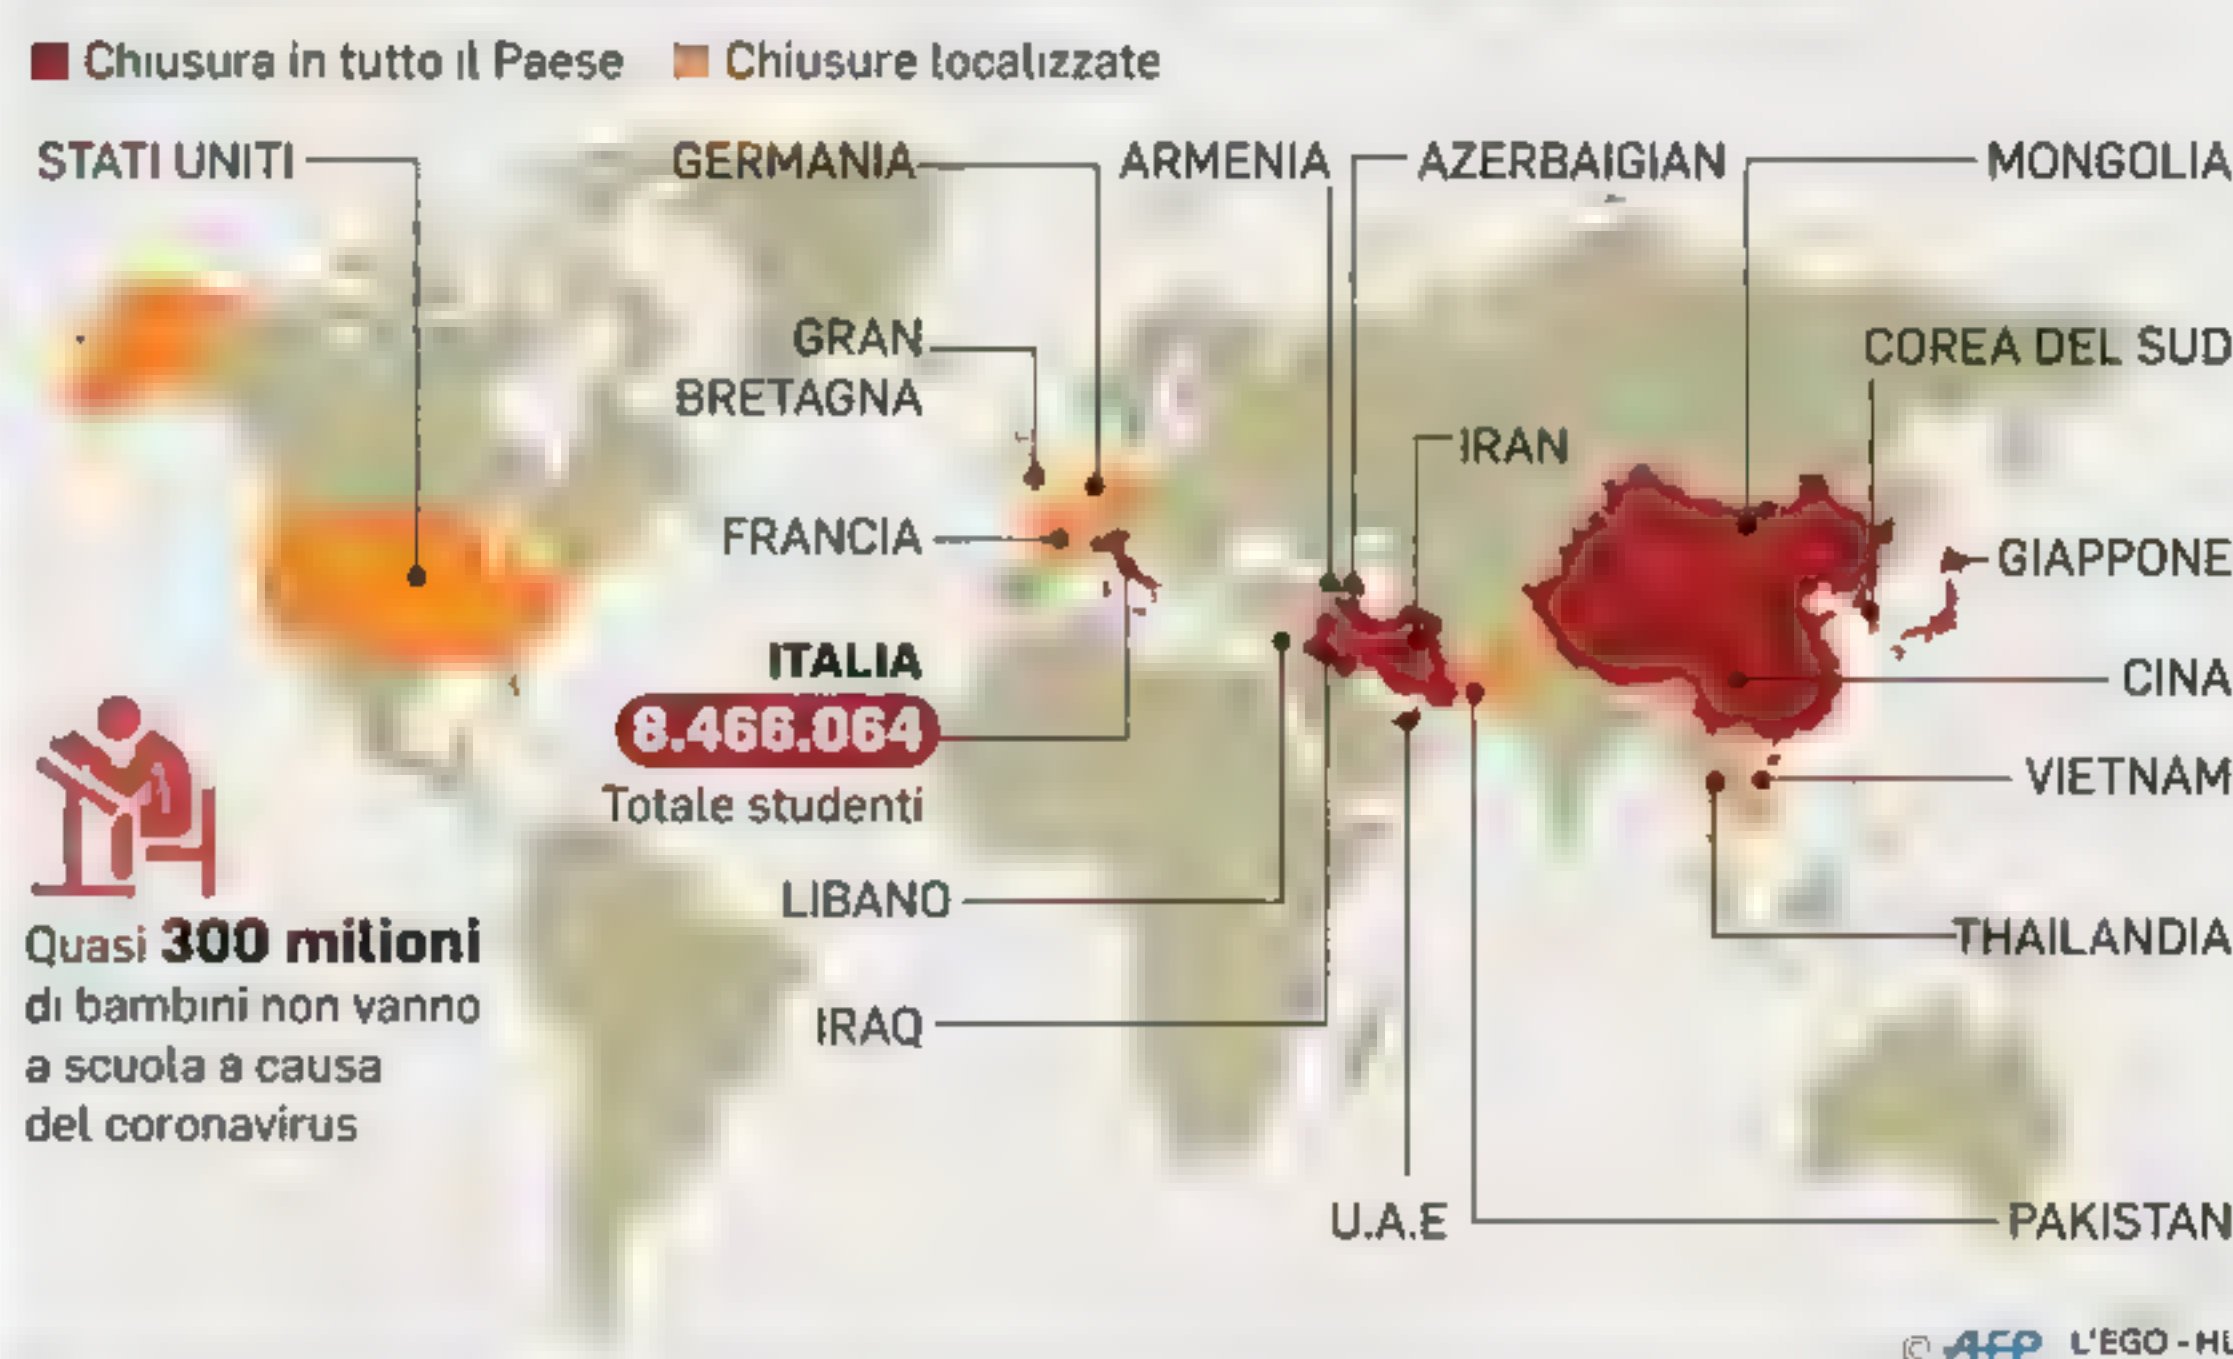 Chiusura in tutto il Paese
Chiusure localizzate
STATI UNITI
GERMANIA
ARMENIA
AZERBAIGIAN
MONGOLIA
GRAN
BRETAGNA
COREA DEL SUD
IRAN
FRANCIA
GIAPPONE
ITALIA
8.466.064
Totale studenti
CINA
VIETNAM
LIBANO
THAILANDIA
Quasi 300 milioni
di bambini non vanno
a scuola a causa
del coronavirus
IRAQ
U.A.E
PAKISTAN
© AFP L'EGO - HU